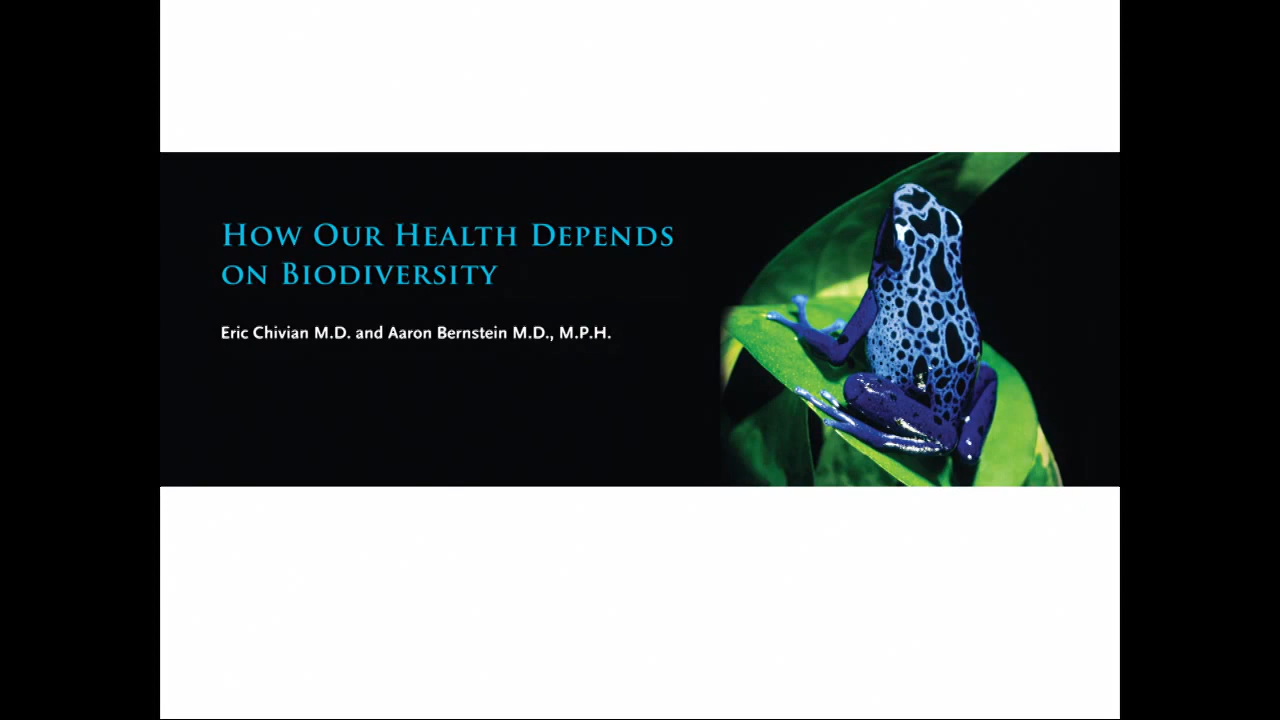 How Our Health Depends
on Biodiversity
Eric Chivian M.D. and Aaron Bernstein M.D., M.P.H.